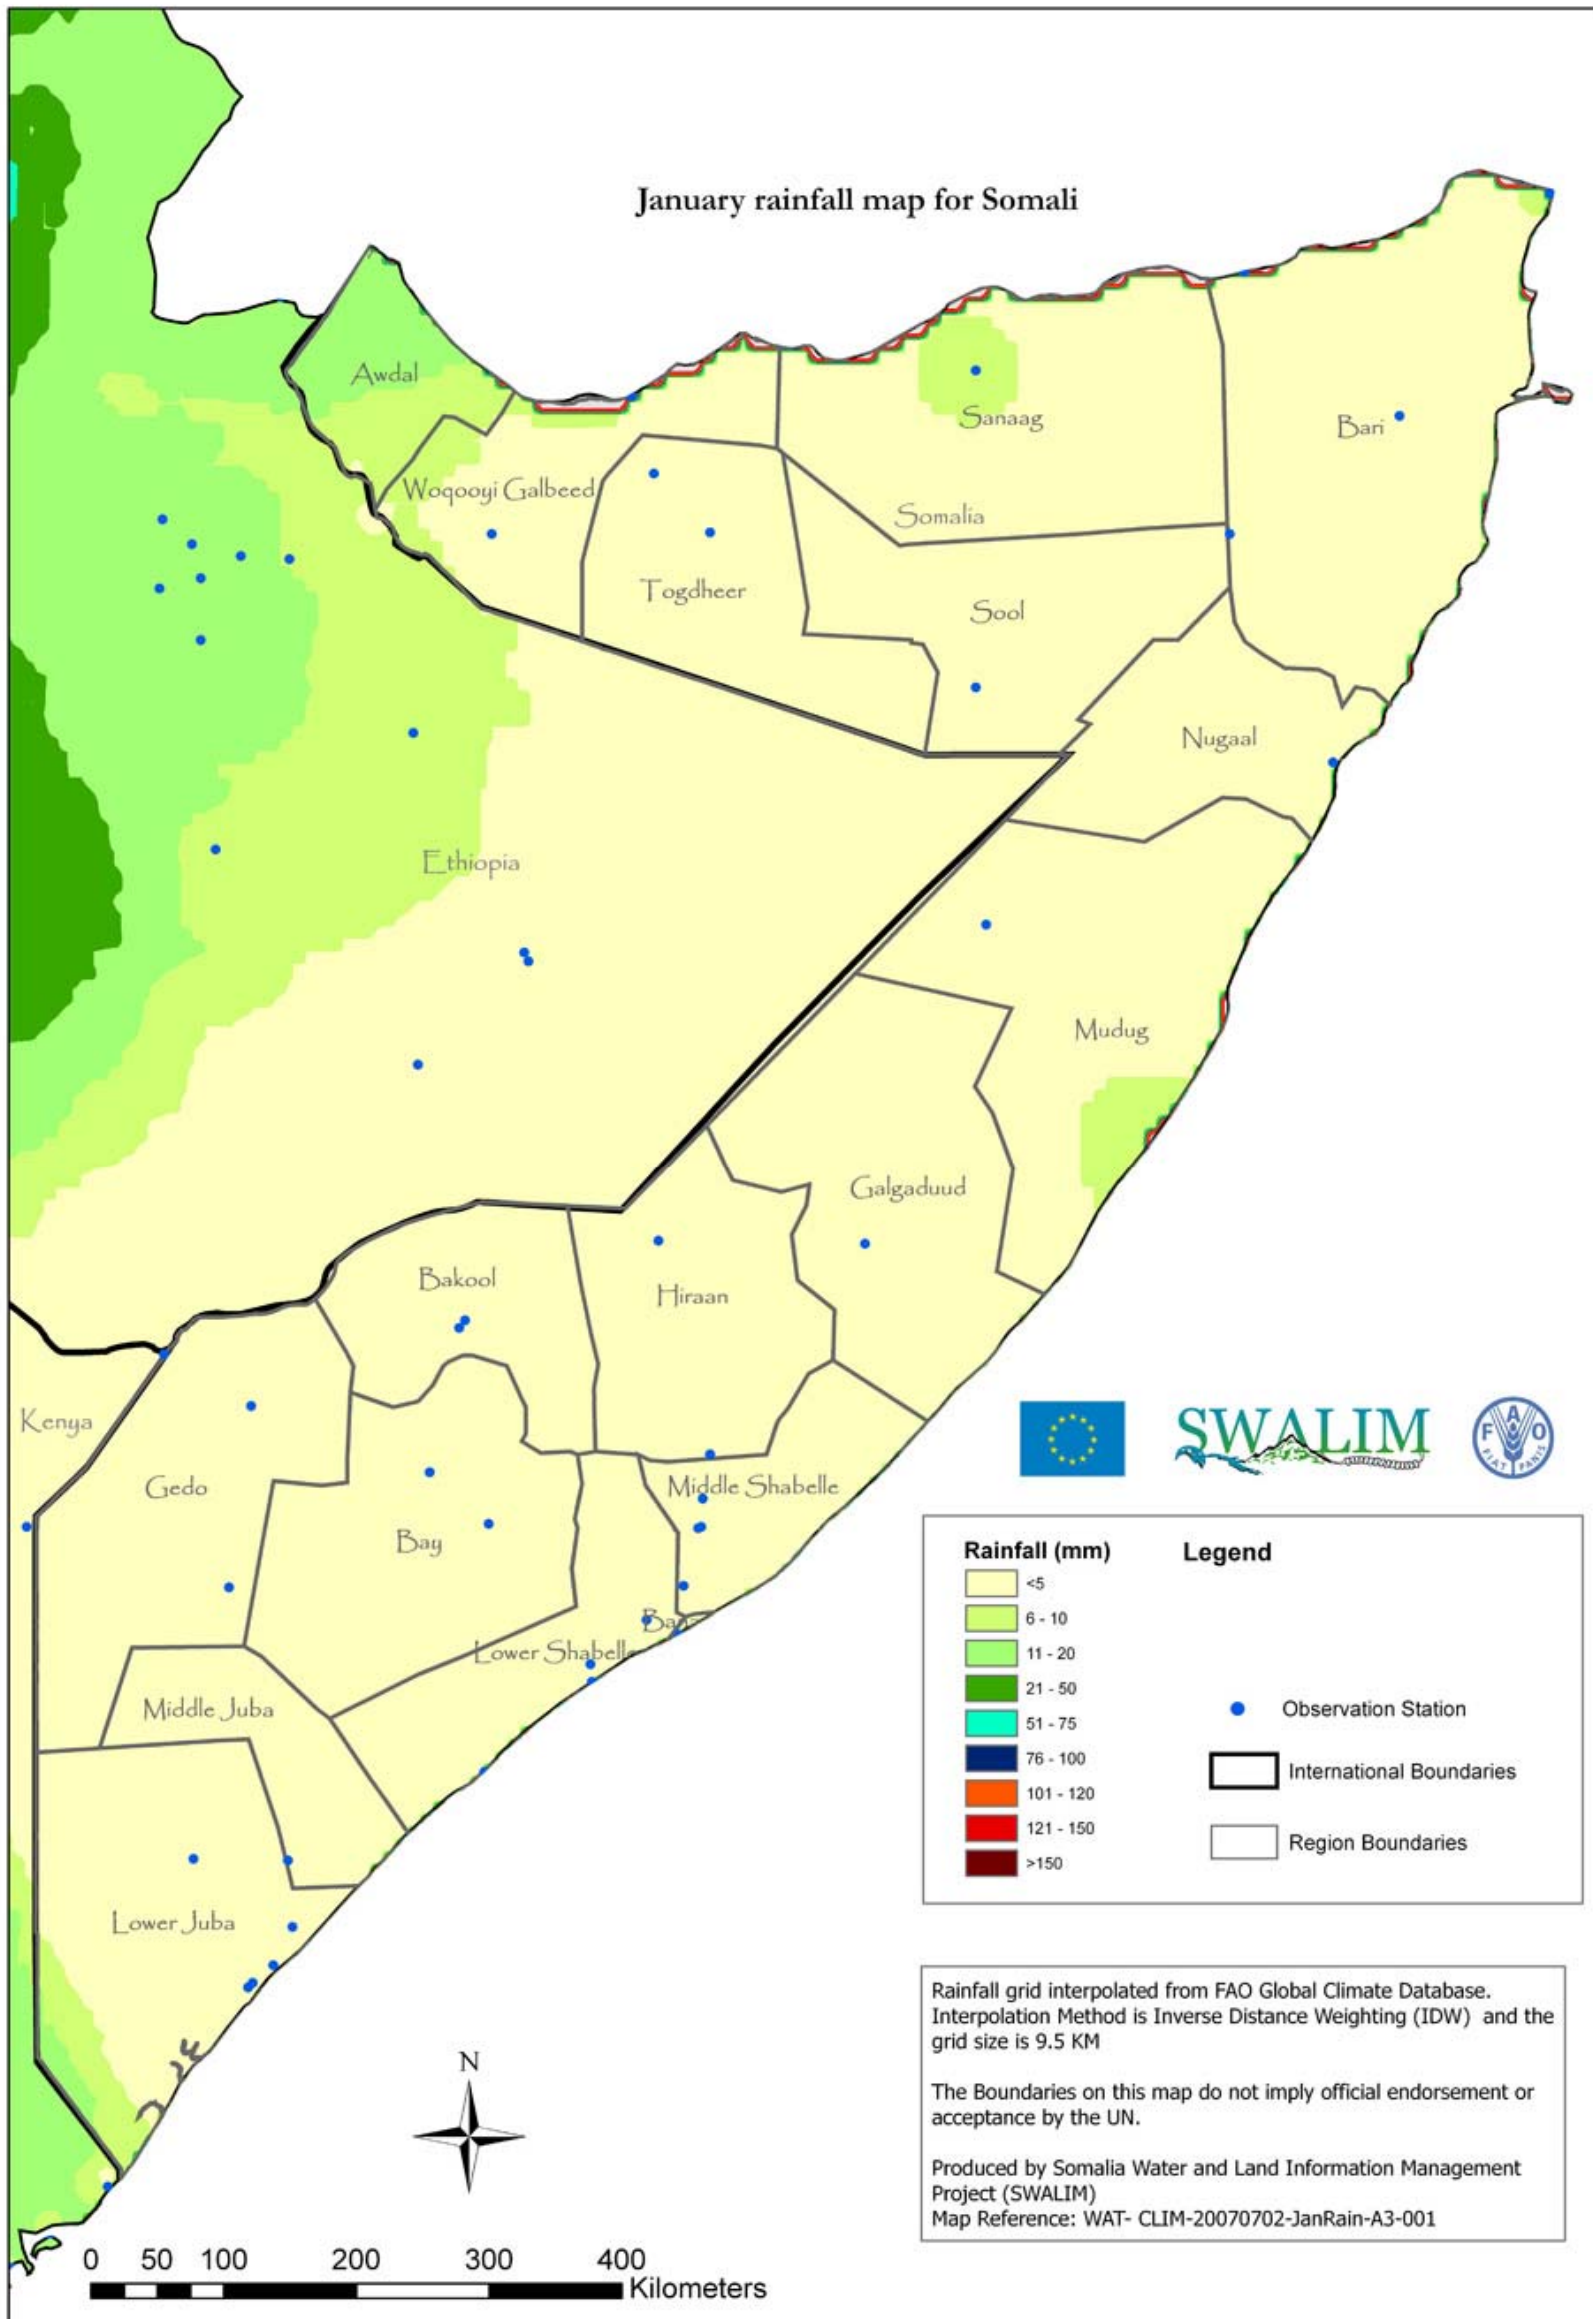 January rainfall map for Somali
Awdal
Sanaag
Bari
Woqooyi Galbeed
Somalia
Togdheer
Sool
Nugaal
Ethiopia
Mudug
Galgaduud
Bakool
Hiraan
Kenya
Gedo
Middle Shabelle
Bay
Lower Shabelle
Middle Juba
Lower Juba
SWALIM
F A O
FIAT PANIS
Rainfall (mm)
Legend
<5
6 - 10
11 - 20
21 - 50
51 - 75
76 - 100
101 - 120
121 - 150
>150
Observation Station
International Boundaries
Region Boundaries
Rainfall grid interpolated from FAO Global Climate Database.
Interpolation Method is Inverse Distance Weighting (IDW) and the
grid size is 9.5 KM
The Boundaries on this map do not imply official endorsement or
acceptance by the UN.
Produced by Somalia Water and Land Information Management
Project (SWALIM)
Map Reference: WAT- CLIM-20070702-JanRain-A3-001
N
0 50 100 200 300 400
Kilometers